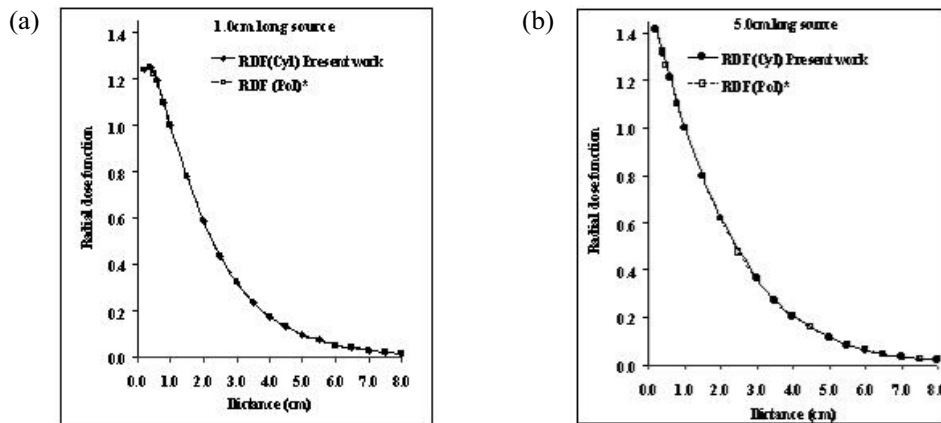 (a)
1.0cm long source
RDF(Cyl) Present work
RDF (Pol)*
Radial dose function
1.4
1.2
1.0
0.8
0.6
0.4
0.2
0.0
0.0 1.0 2.0 3.0 4.0 5.0 6.0 7.0 8.0
Distance (cm)
(b)
5.0cm long source
RDF(Cyl) Present work
RDF(Pol)*
Radial dose function
1.4
1.2
1.0
0.8
0.6
0.4
0.2
0.0
0.0 1.0 2.0 3.0 4.0 5.0 6.0 7.0 8.0
Distance (cm)